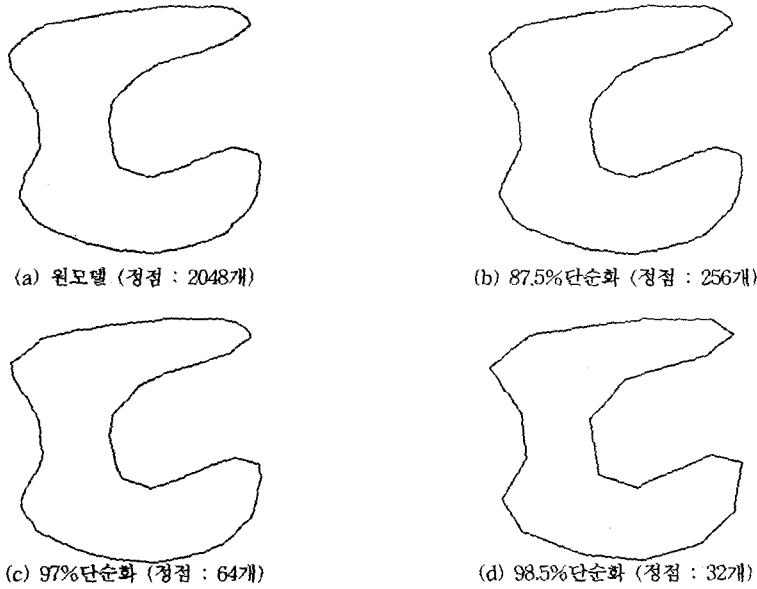 (a) 원모델 (정점 : 2048개)
(b) 87.5%단순화 (정점 : 256개)
(c) 97%단순화 (정점 : 64개)
(d) 98.5%단순화 (정점 : 32개)